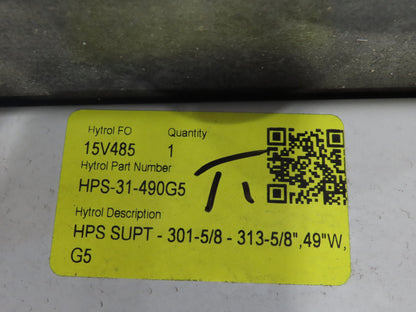 Hytrol FO Quantity
15V485 1
Hytrol Part Number
HPS-31-490G5
Hytrol Description:
HPS SUPT - 301-5/8 - 313-5/8",49"W,
G5